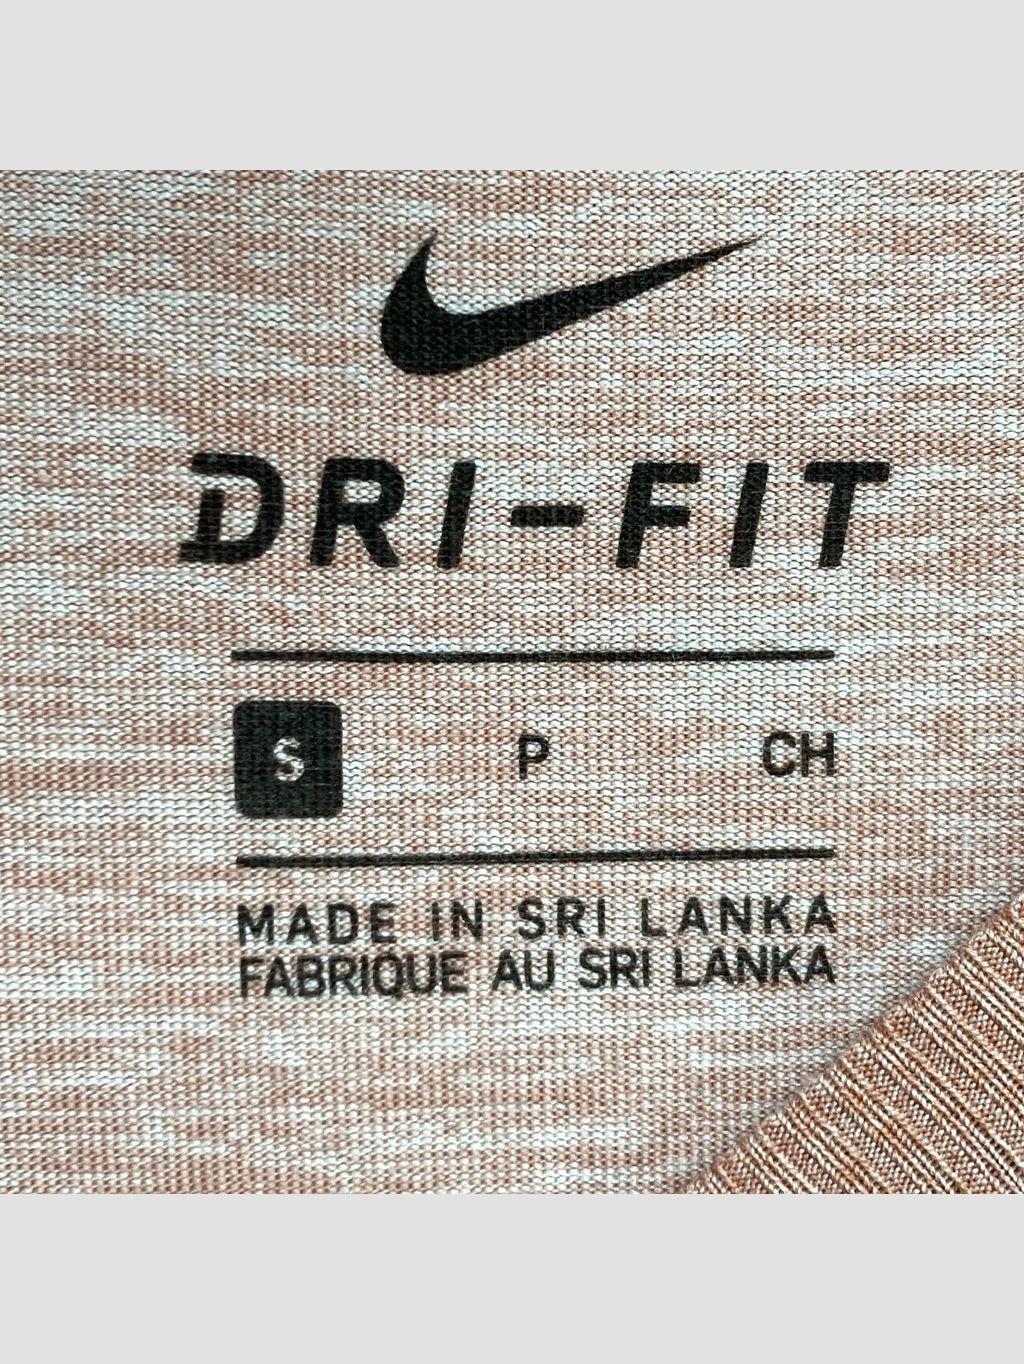 DRI-FIT
S P CH
MADE IN SRI LANKA
FABRIQUE AU SRI LANKA